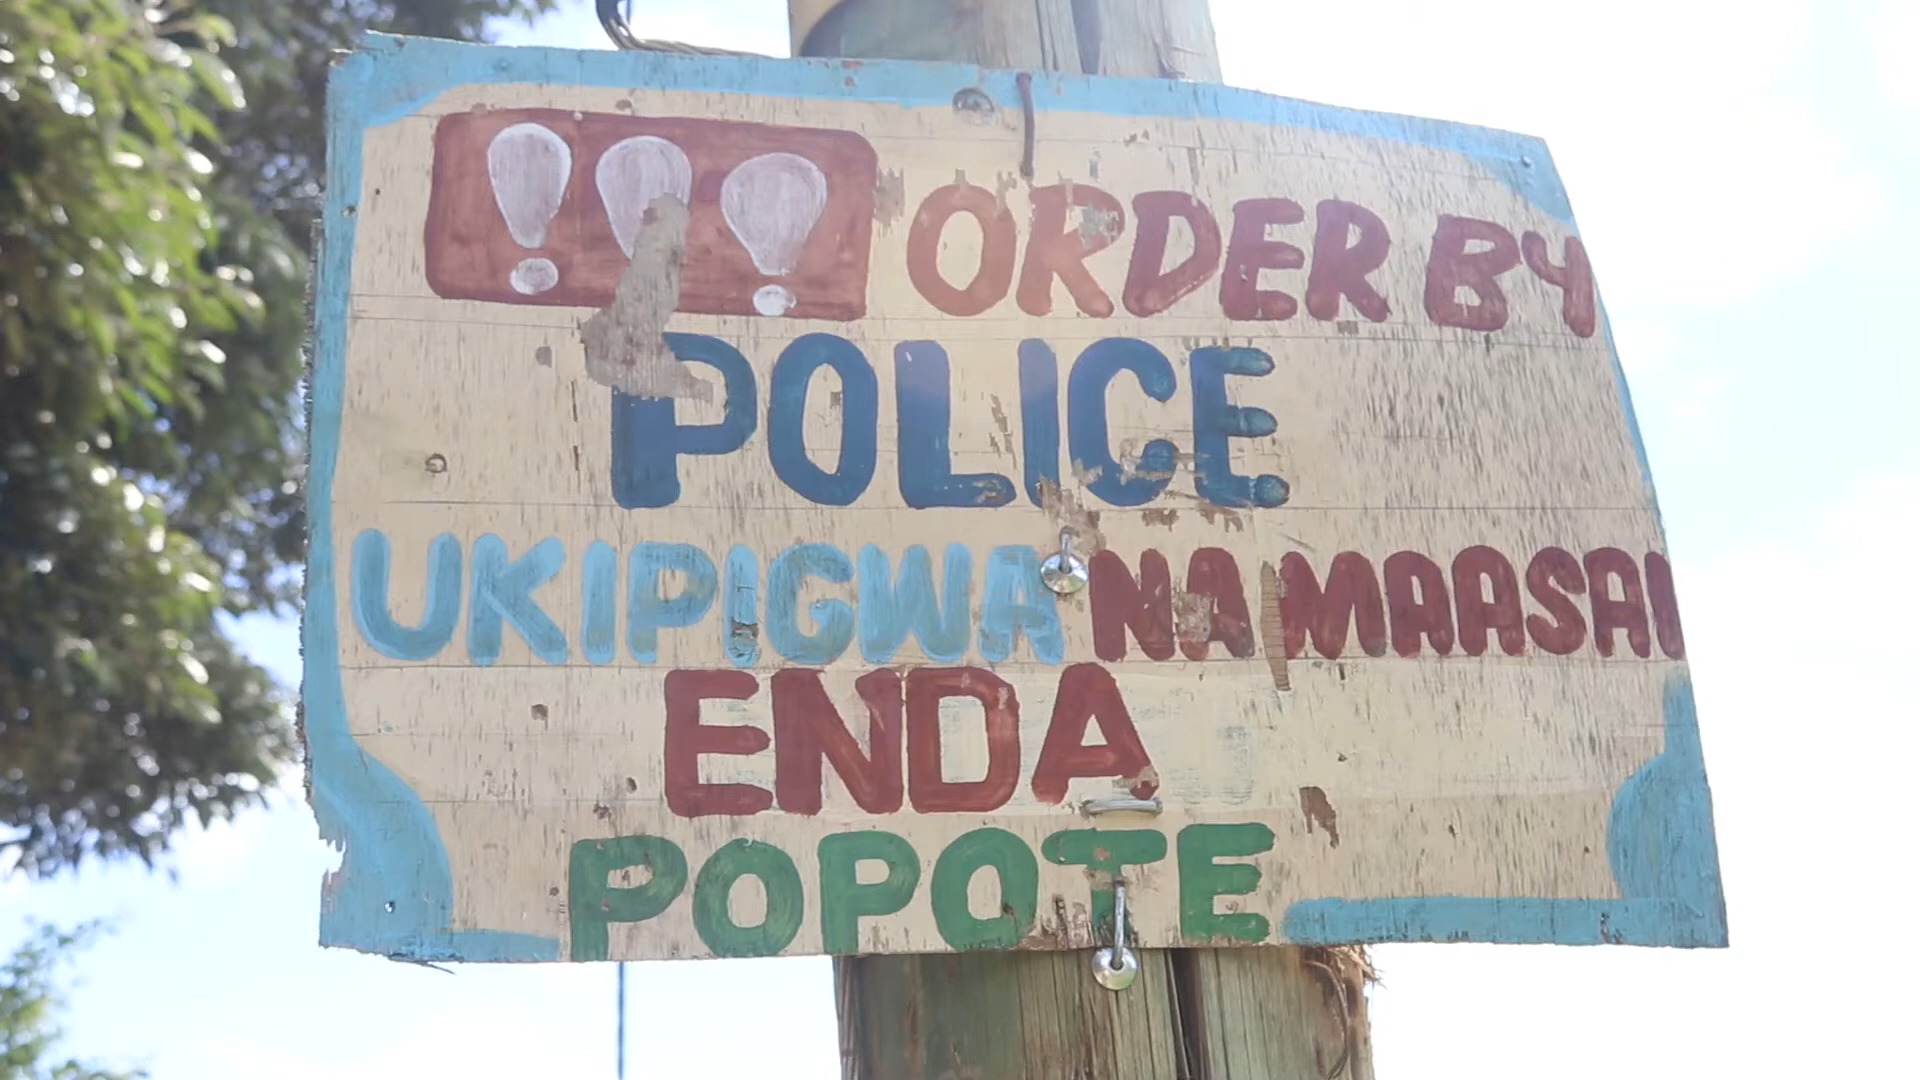 !!! ORDER BY
POLICE
UKIPIGWA NA MAASAI
ENDA
POPOTE